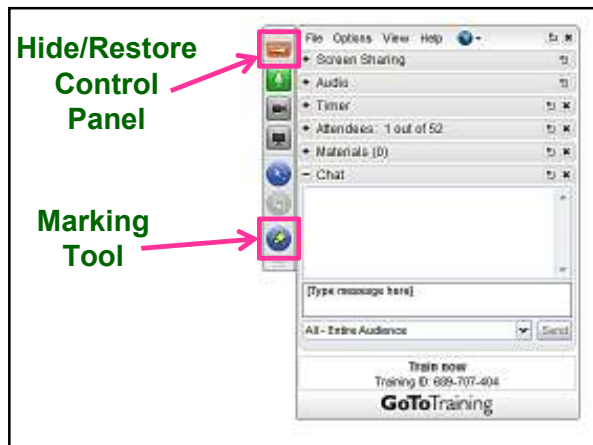 Hide/Restore
Control
Panel
Marking
Tool
File Options View Help
+ Screen Sharing
+ Audio
+ Timer
+ Attendees: 1 out of 52
+ Materials (0)
- Chat
[Type message here]
All - Entire Audience
Send
Train now
Training ID: 689-707-404
GoToTraining